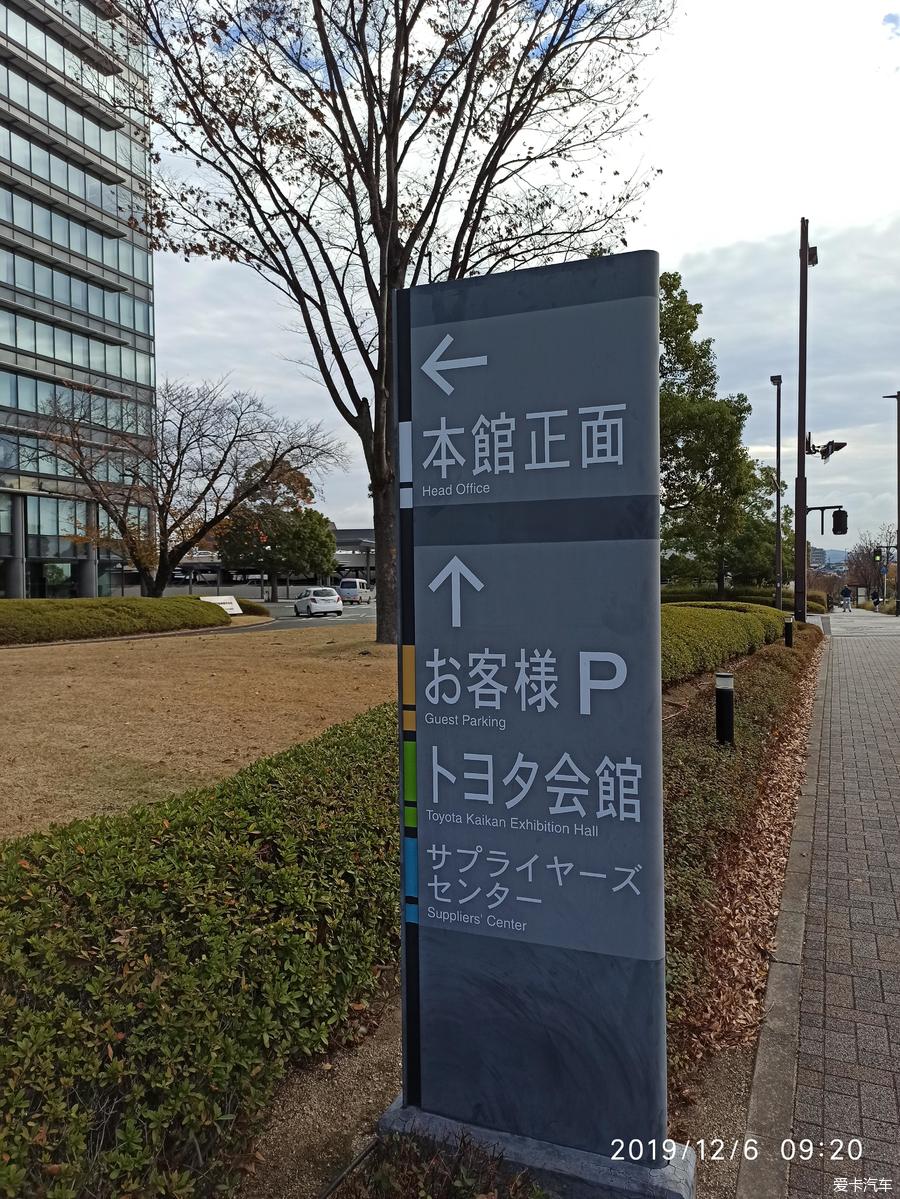 ←
本館正面
Head Office
↑
お客様 P
Guest Parking
トヨタ会館
Toyota Kaikan Exhibition Hall
サプライヤーズ
センター
Suppliers' Center
2019/12/6 09:20
爱卡汽车